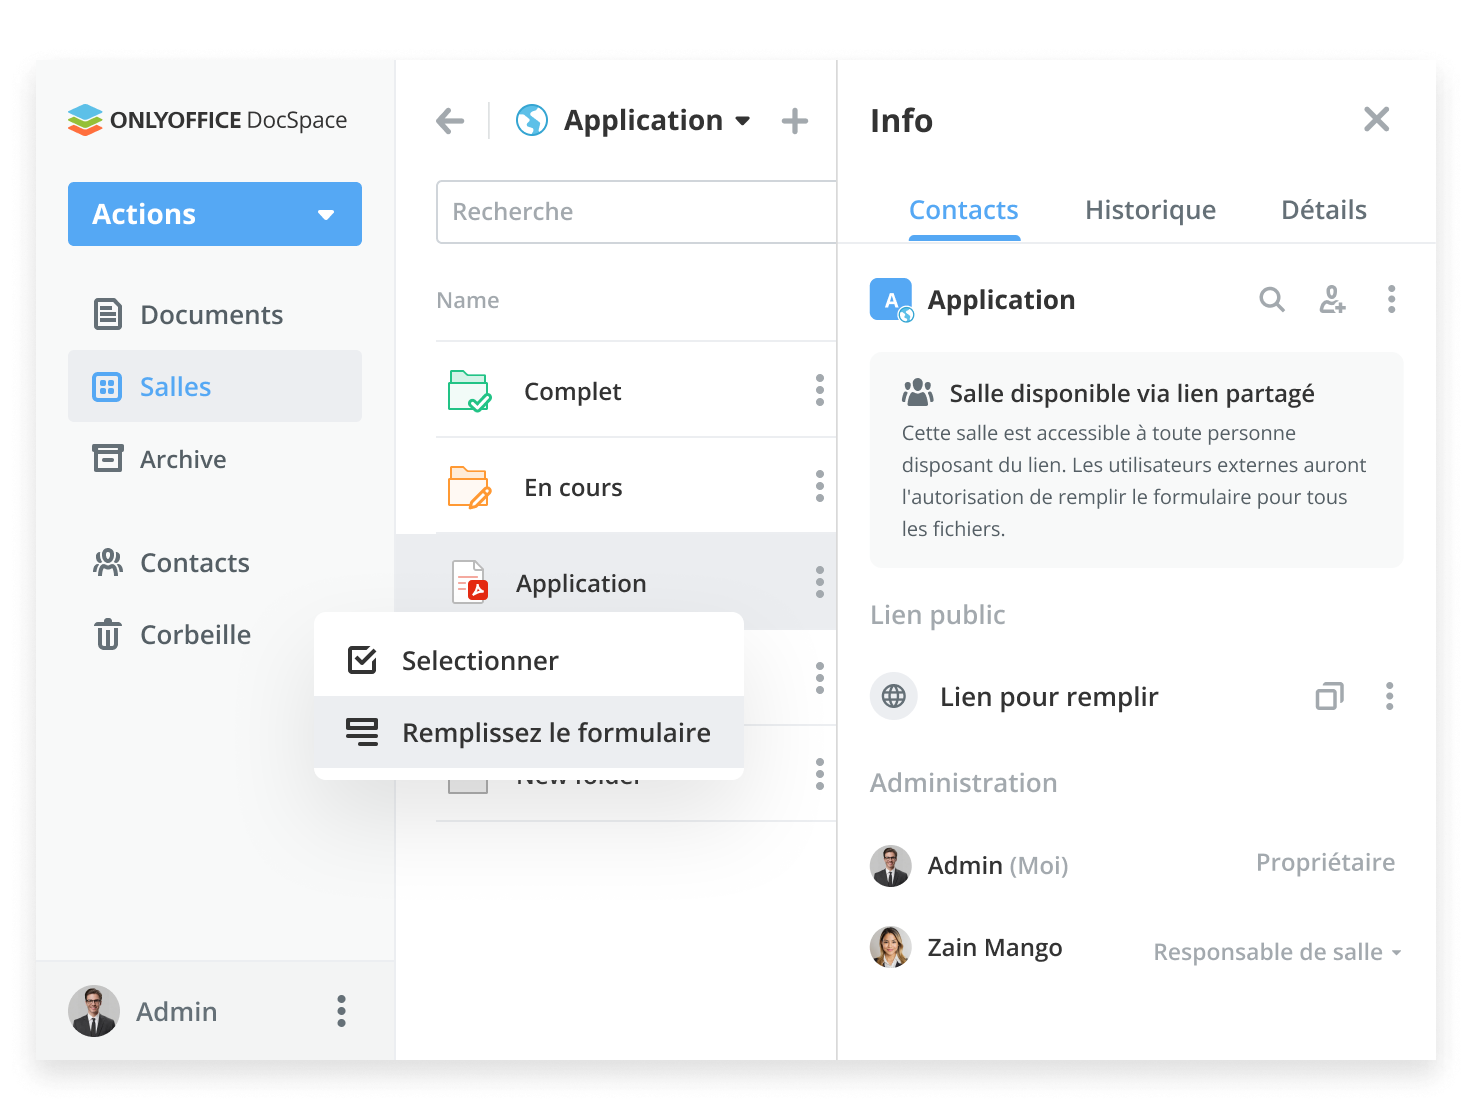 ONLYOFFICE DocSpace
Actions
Documents
Salles
Archive
Contacts
Corbeille
Admin
Application
Recherche
Name
Complet
En cours
Application
Selectionner
Remplissez le formulaire
New folder
Info
Contacts
Historique
Détails
A
Application
Salle disponible via lien partagé
Cette salle est accessible à toute personne
disposant du lien. Les utilisateurs externes auront
l'autorisation de remplir le formulaire pour tous
les fichiers.
Lien public
Lien pour remplir
Administration
Admin (Moi)
Propriétaire
Zain Mango
Responsable de salle